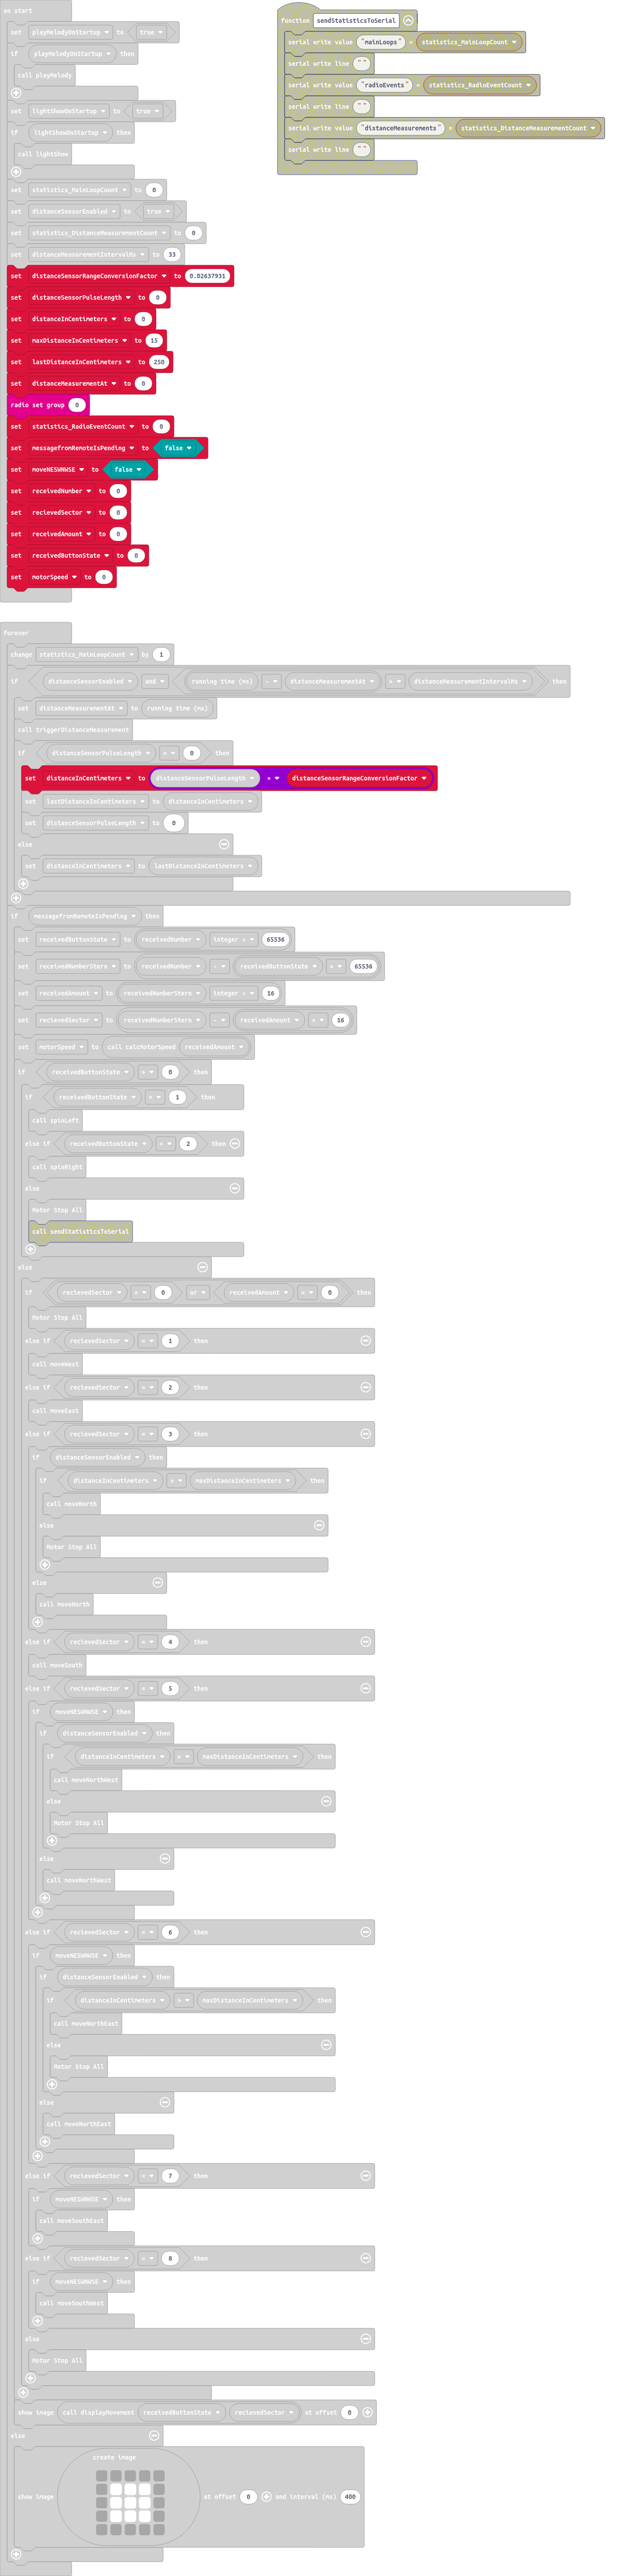 on start
set playMelodyOnStartup to true
if playMelodyOnStartup then
call playMelody
set lightShowOnStartup to true
if lightShowOnStartup then
call lightShow
set statistics_MainLoopCount to 0
set distanceSensorEnabled to true
set statistics_DistanceMeasurementCount to 0
set distanceMeasurementIntervalMs to 33
set distanceSensorRangeConversionFactor to 0.02637931
set distanceSensorPulseLength to 0
set distanceInCentimeters to 0
set maxDistanceInCentimeters to 15
set lastDistanceInCentimeters to 250
set distanceMeasurementAt to 0
radio set group 0
set statistics_RadioEventCount to 0
set messagefromRemoteIsPending to false
set moveNESWNWSE to false
set receivedNumber to 0
set recievedSector to 0
set receivedAmount to 0
set receivedButtonState to 0
set motorSpeed to 0
function sendStatisticsToSerial
serial write value "mainLoops" = statistics_MainLoopCount
serial write line " "
serial write value "radioEvents" = statistics_RadioEventCount
serial write line " "
serial write value "distanceMeasurements" = statistics_DistanceMeasurementCount
serial write line " "
forever
change statistics_MainLoopCount by 1
if distanceSensorEnabled and running time (ms) - distanceMeasurementAt > distanceMeasurementIntervalMs then
set distanceMeasurementAt to running time (ms)
call triggerDistanceMeasurement
if distanceSensorPulseLength 0 then
set distanceInCentimeters to distanceSensorPulseLength × distanceSensorRangeConversionFactor
set lastDistanceInCentimeters to distanceInCentimeters
set distanceSensorPulseLength to 0
else
set distanceInCentimeters to lastDistanceInCentimeters
if messagefromRemoteIsPending then
set receivedButtonState to receivedNumber integer ÷ 65536
set receivedNumberStern to receivedNumber - receivedButtonState × 65536
set receivedAmount to receivedNumberStern integer ÷ 16
set recievedSector to receivedNumberStern - receivedAmount × 16
set motorSpeed to call calcMotorSpeed receivedAmount
if receivedButtonState > 0 then
if receivedButtonState = 1 then
call spinLeft
else if receivedButtonState = 2 then
call spinRight
else
Motor Stop All
call sendStatisticsToSerial
else
if recievedSector = 0 or receivedAmount = 0 then
Motor Stop All
else if recievedSector = 1 then
call moveWest
else if recievedSector = 2 then
call moveEast
else if recievedSector = 3 then
if distanceSensorEnabled then
if distanceInCentimeters > maxDistanceInCentimeters then
call moveNorth
else
Motor Stop All
else
call moveNorth
else if recievedSector = 4 then
call moveSouth
else if recievedSector = 5 then
if moveNESWNWSE then
if distanceSensorEnabled then
if distanceInCentimeters > maxDistanceInCentimeters then
call moveNorthWest
else
Motor Stop All
else
call moveNorthWest
else if recievedSector = 6 then
if moveNESWNWSE then
if distanceSensorEnabled then
if distanceInCentimeters > maxDistanceInCentimeters then
call moveNorthEast
else
Motor Stop All
else
call moveNorthEast
else if recievedSector = 7 then
if moveNESWNWSE then
call moveSouthEast
else if recievedSector = 8 then
if moveNESWNWSE then
call moveSouthWest
else
Motor Stop All
show image call displayMovement receivedButtonState recievedSector at offset 0
else
create image
show image at offset 0 and interval (ms) 400